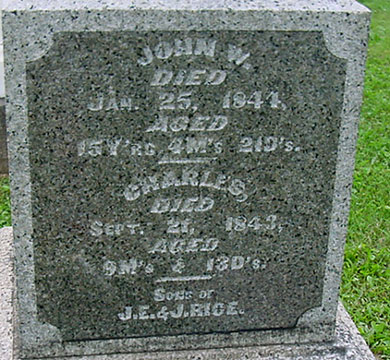 JOHN W.
DIED
JAN. 25, 1844,
AGED
15 Y'RS 4 M'S 21 D'S.
CHARLES,
DIED
SEPT. 21, 1843,
AGED
9 M'S & 13 D'S.
SONS OF
J.E. & J. RICE.